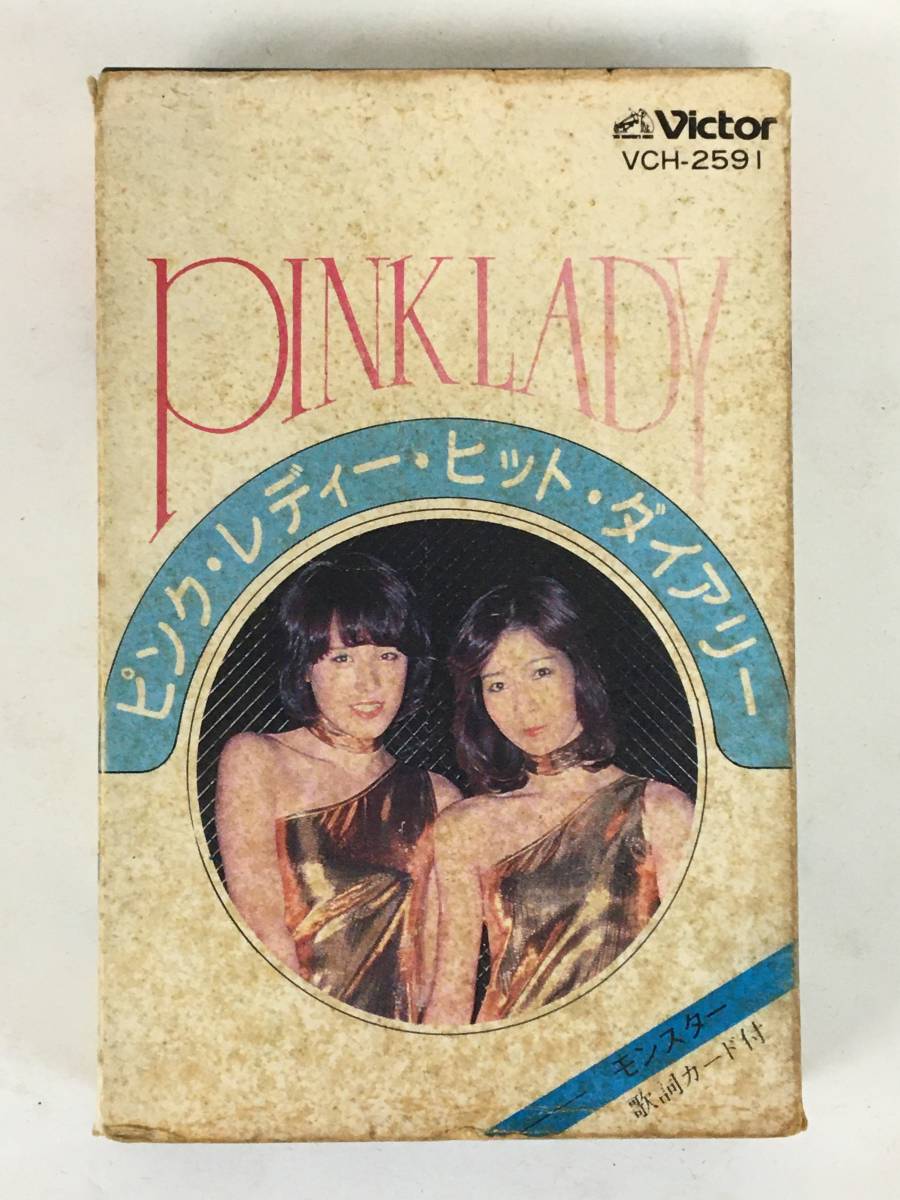 Victor
VCH-2591
PINK LADY
ピンク・レディー・ヒット・ダイアリー
モンスター
歌詞カード付